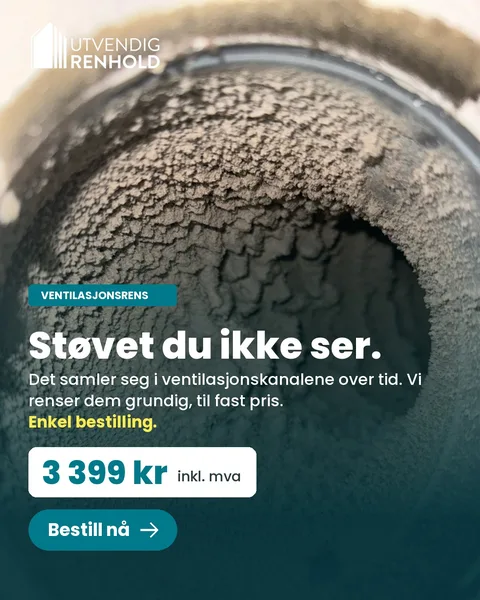 UTVENDIG
RENHOLD
VENTILASJONSRENS
Støvet du ikke ser.
Det samler seg i ventilasjonskanalene over tid. Vi
renser dem grundig, til fast pris.
Enkel bestilling.
3 399 kr inkl. mva
Bestill nå →